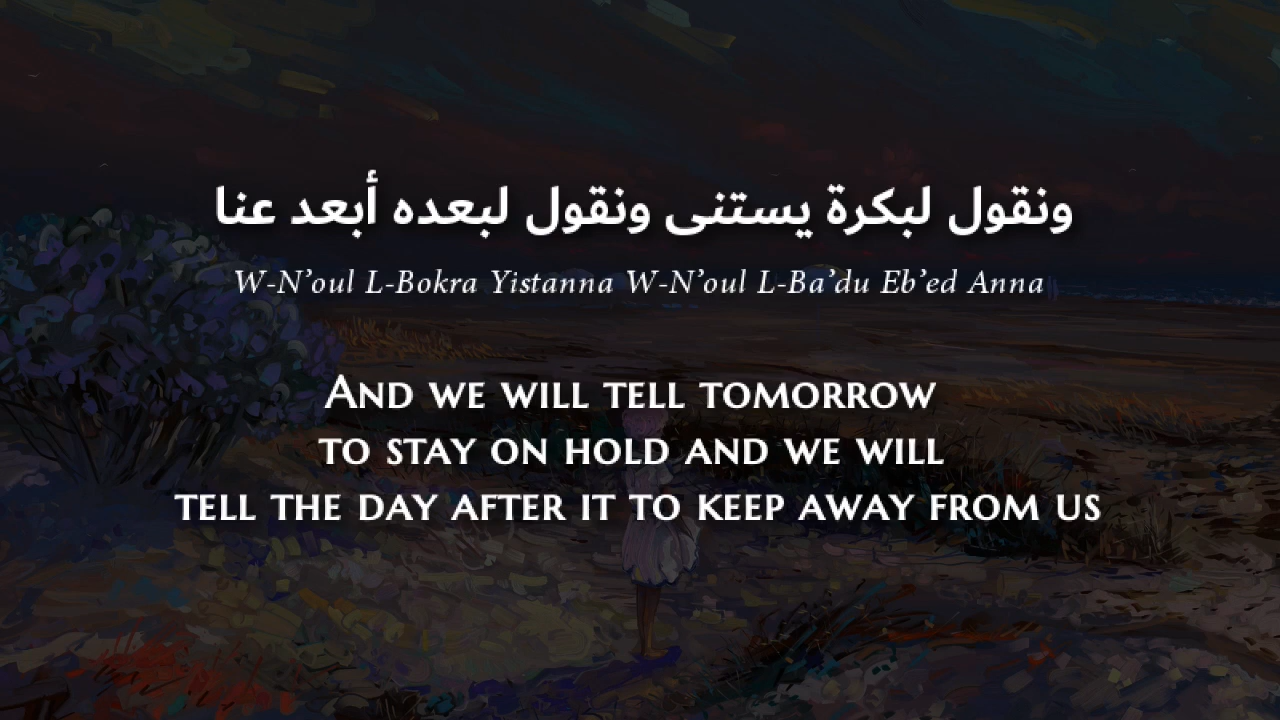 ونقول لبكرة يستنى ونقول لبعده أبعد عنا
W-N’oul L-Bokra Yistanna W-N’oul L-Ba’du Eb’ed Anna
And we will tell tomorrow
to stay on hold and we will
tell the day after it to keep away from us